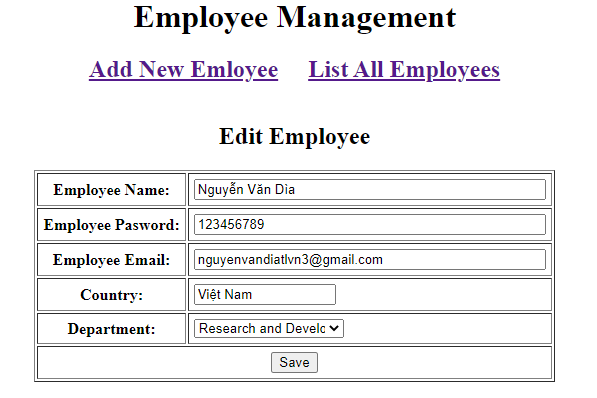 Employee Management
Add New Emloyee List All Employees
Edit Employee
Employee Name: Nguyễn Văn Dia
Employee Pasword: 123456789
Employee Email: nguyenvandiatlvn3@gmail.com
Country: Việt Nam
Department: Research and Develo
Save